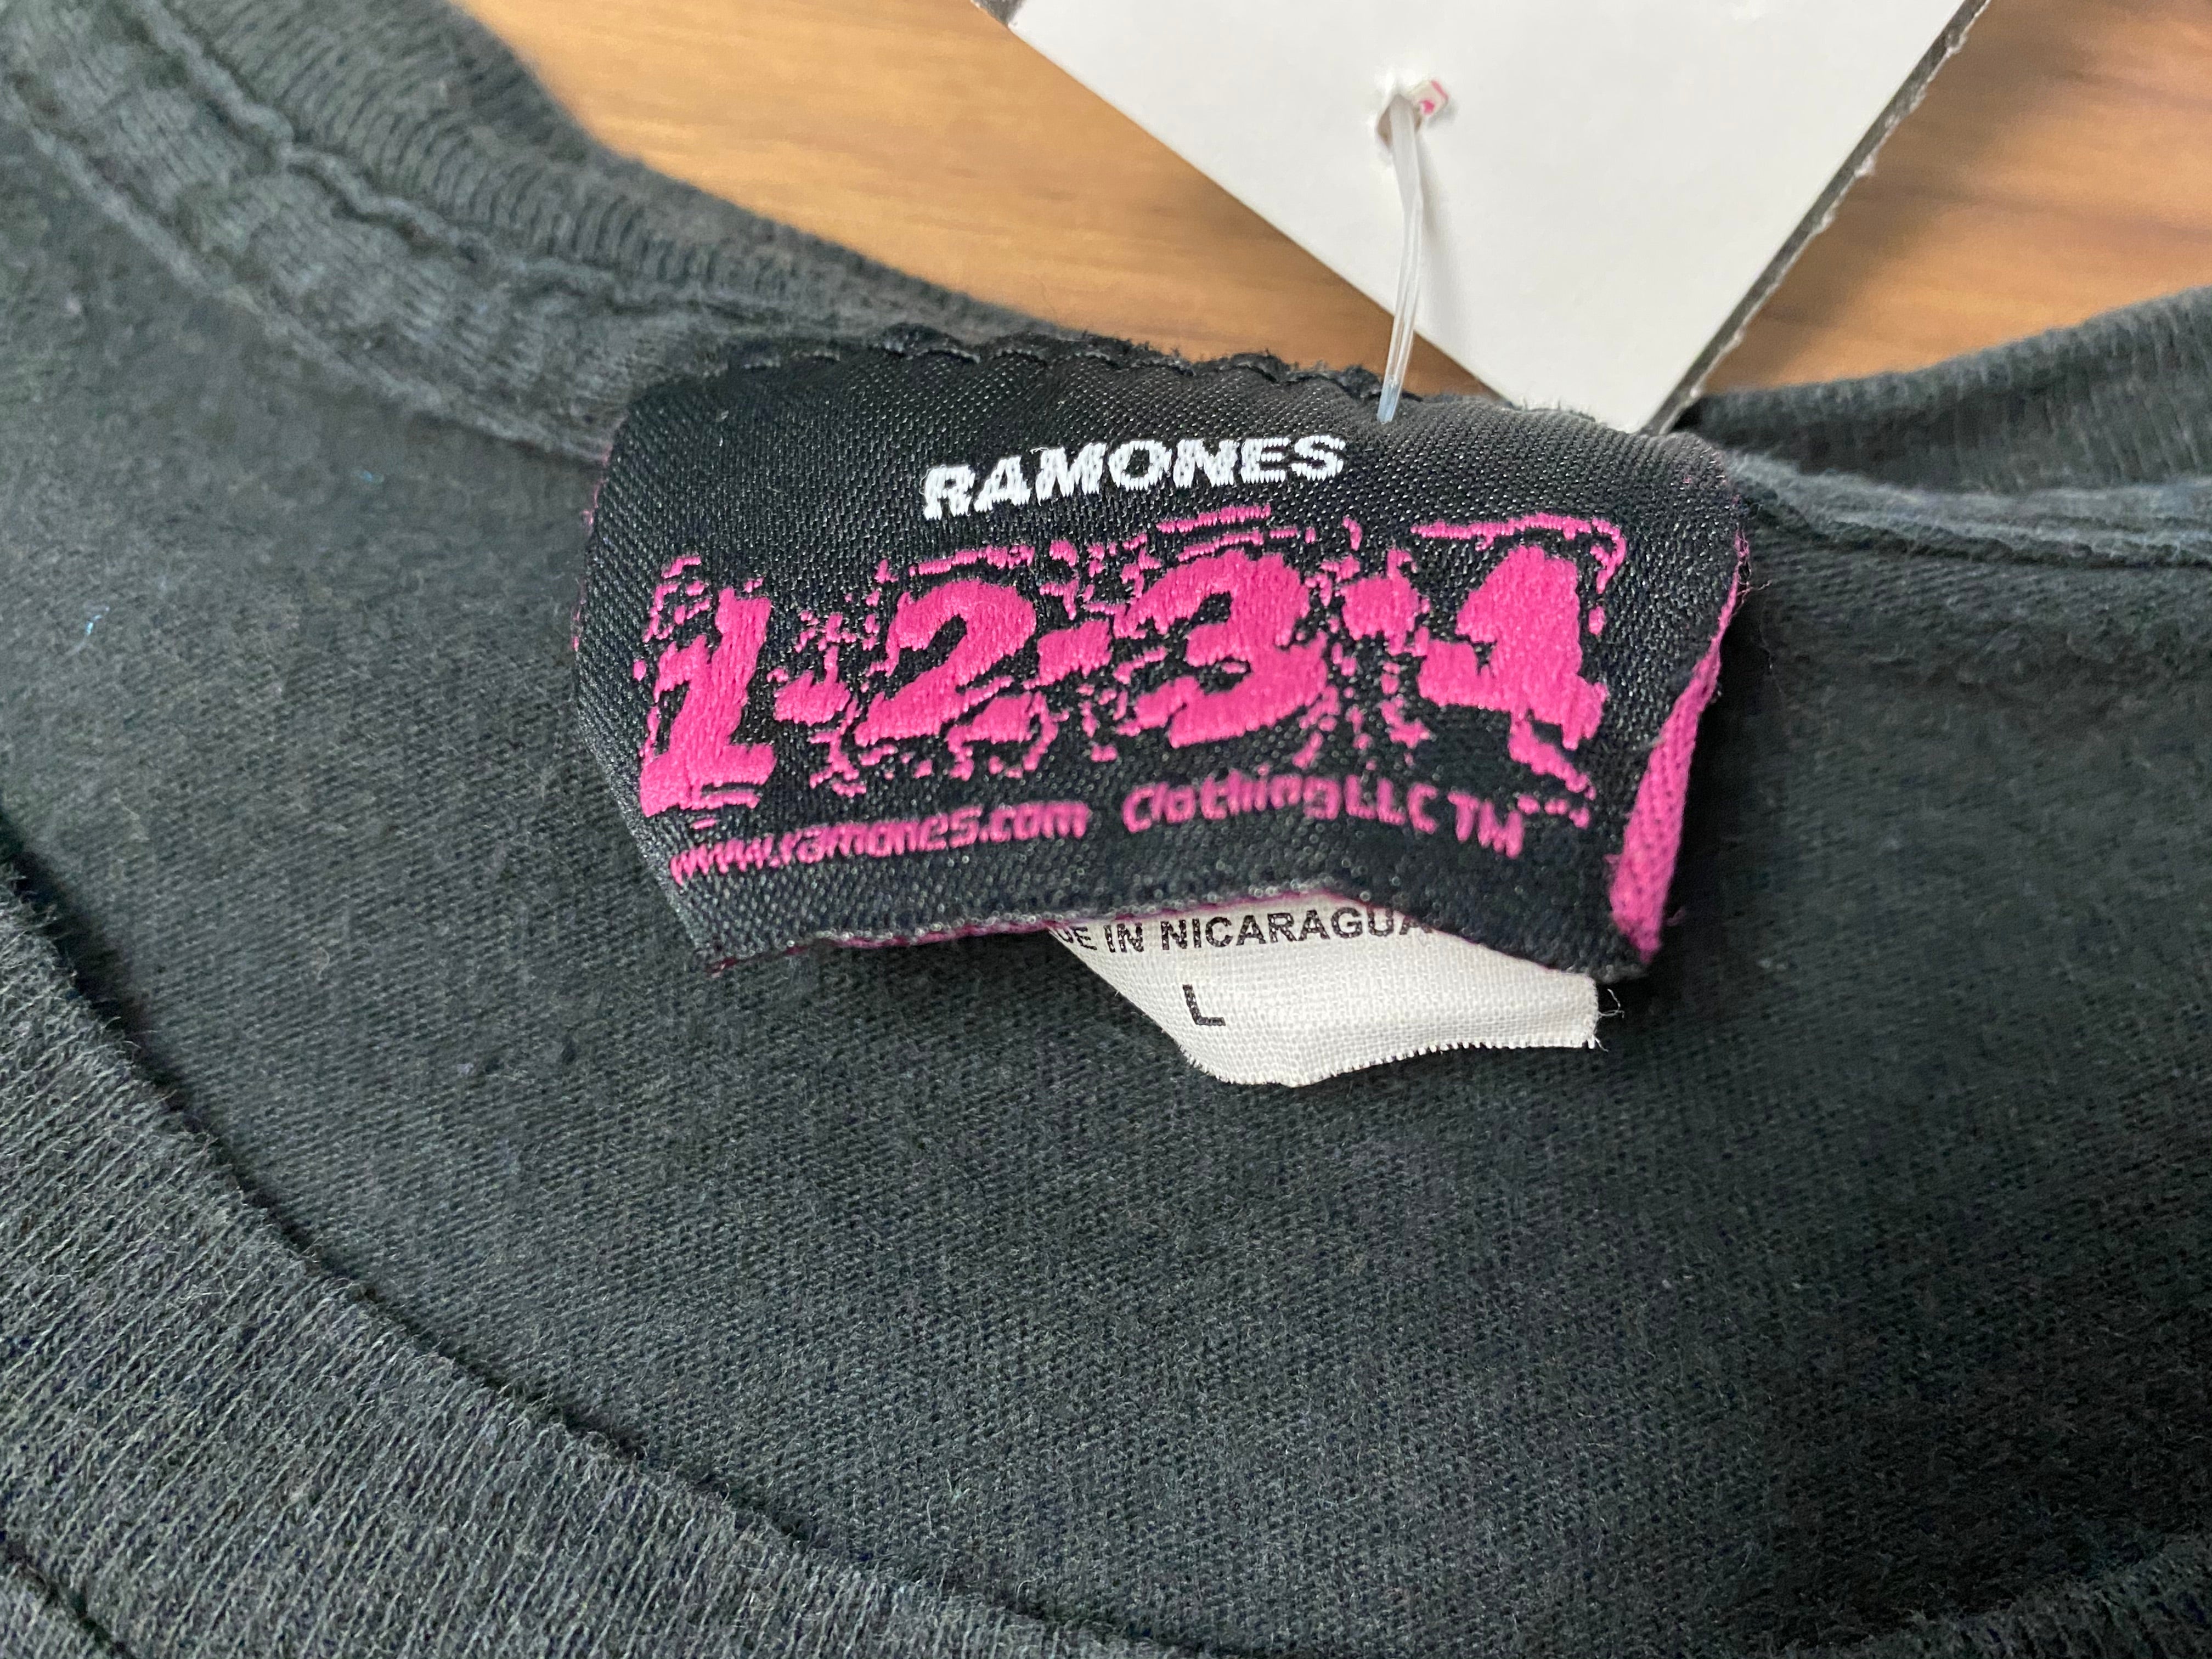 RAMONES
1-2-3-4
www.ramones.com Clothing LLC TM
DE IN NICARAGUA
L